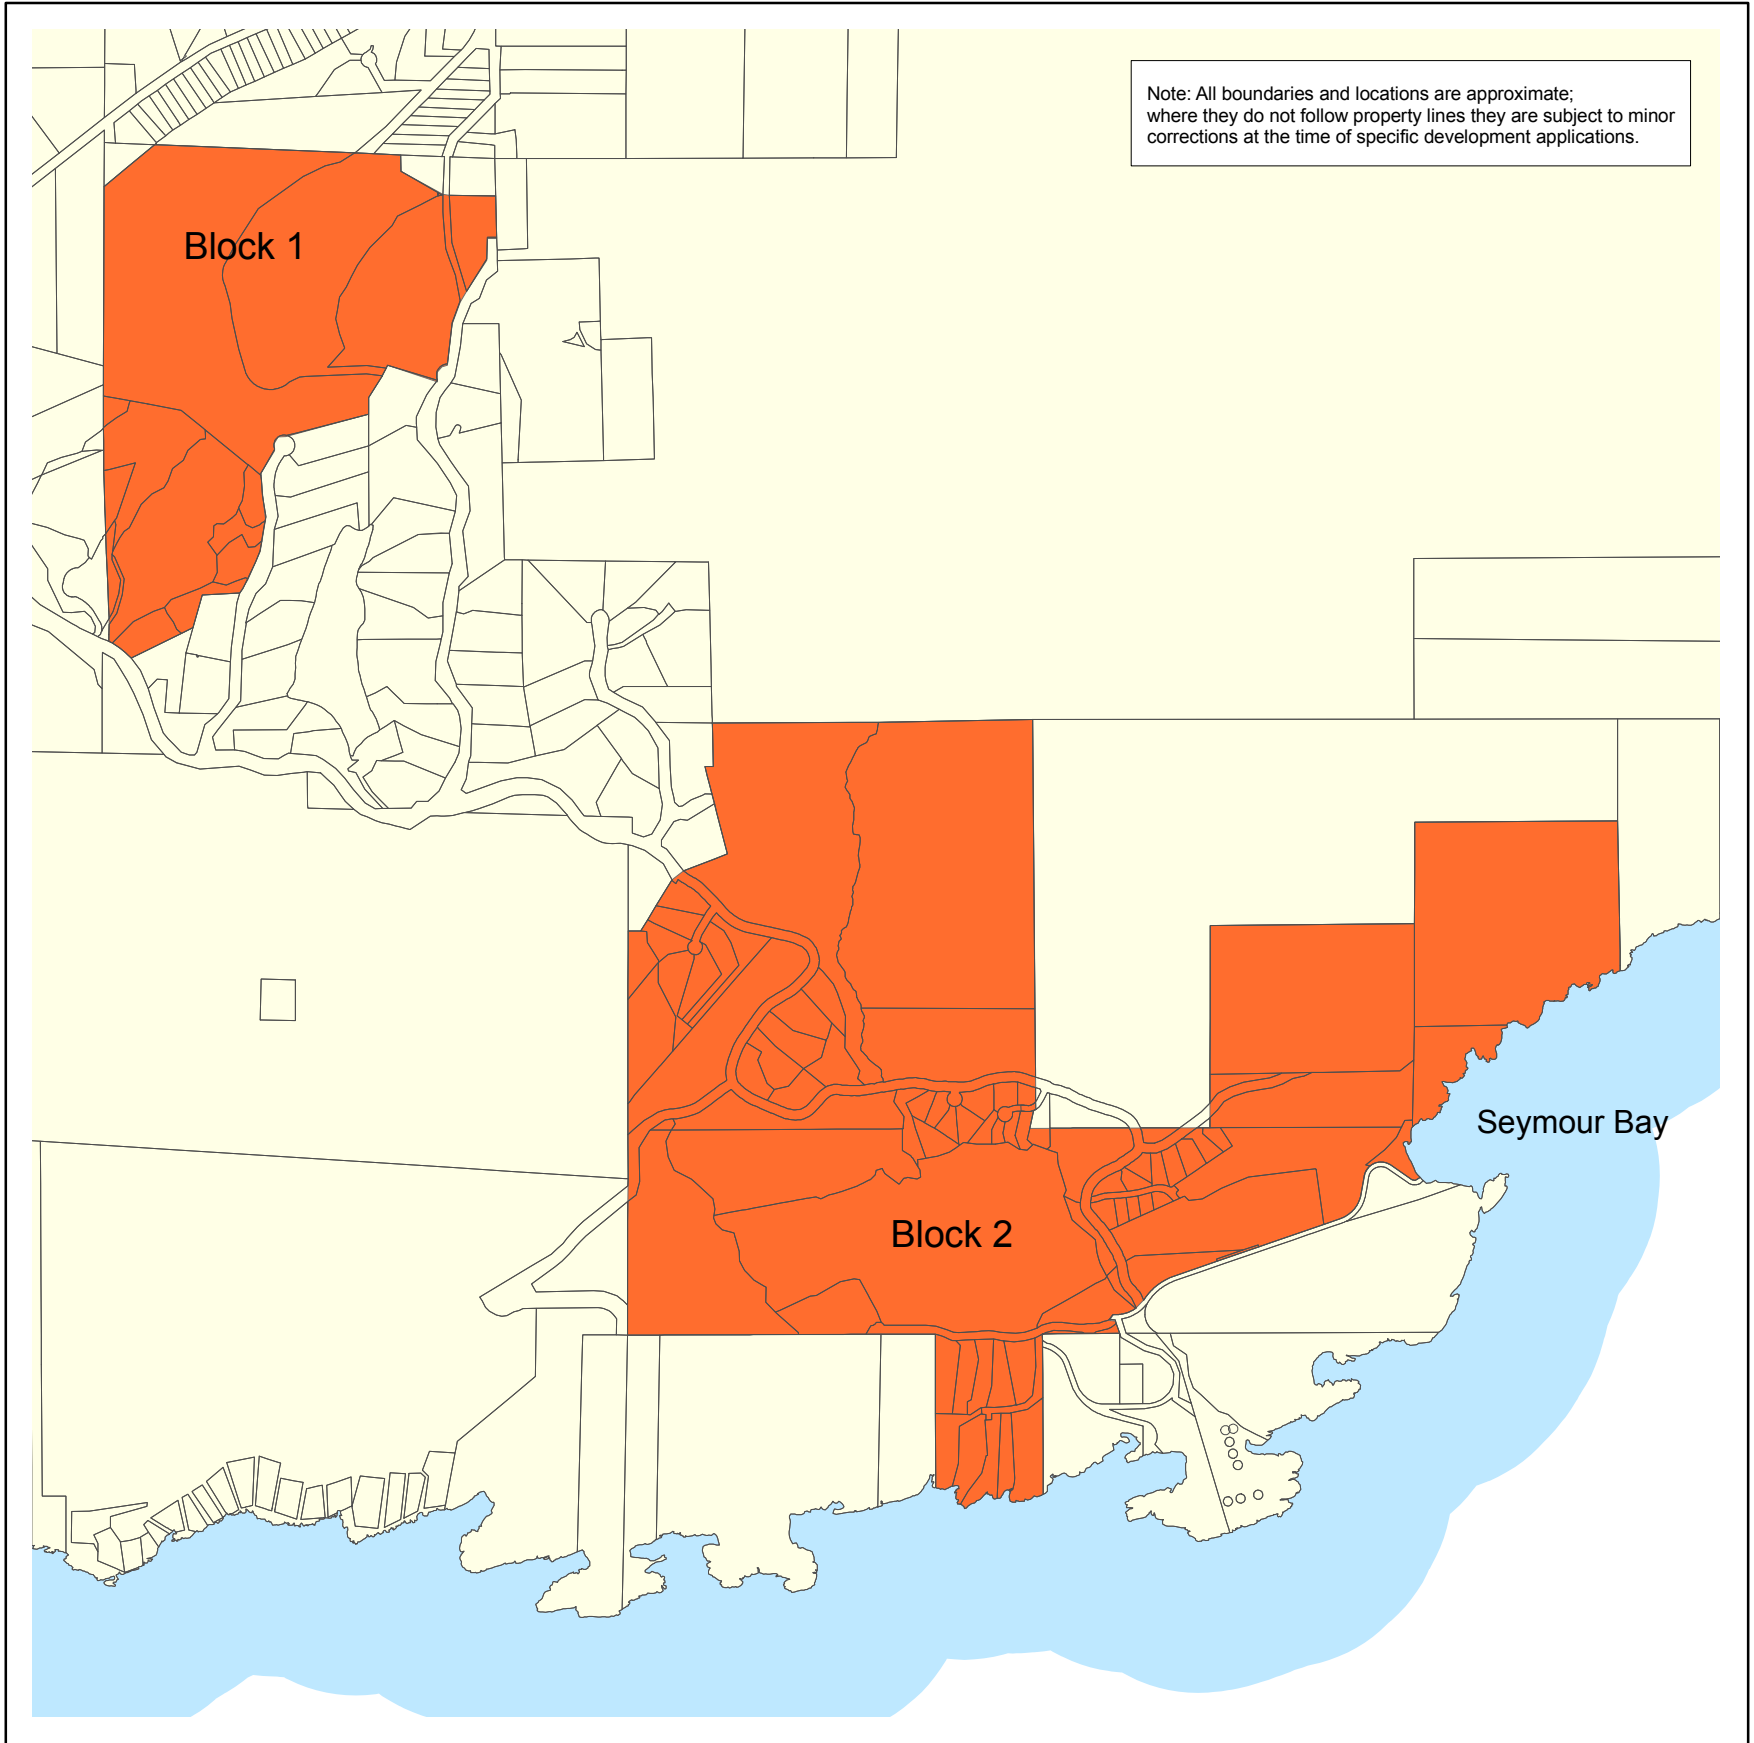 Note: All boundaries and locations are approximate;
where they do not follow property lines they are subject to minor
corrections at the time of specific development applications.
Block 1
Seymour Bay
Block 2